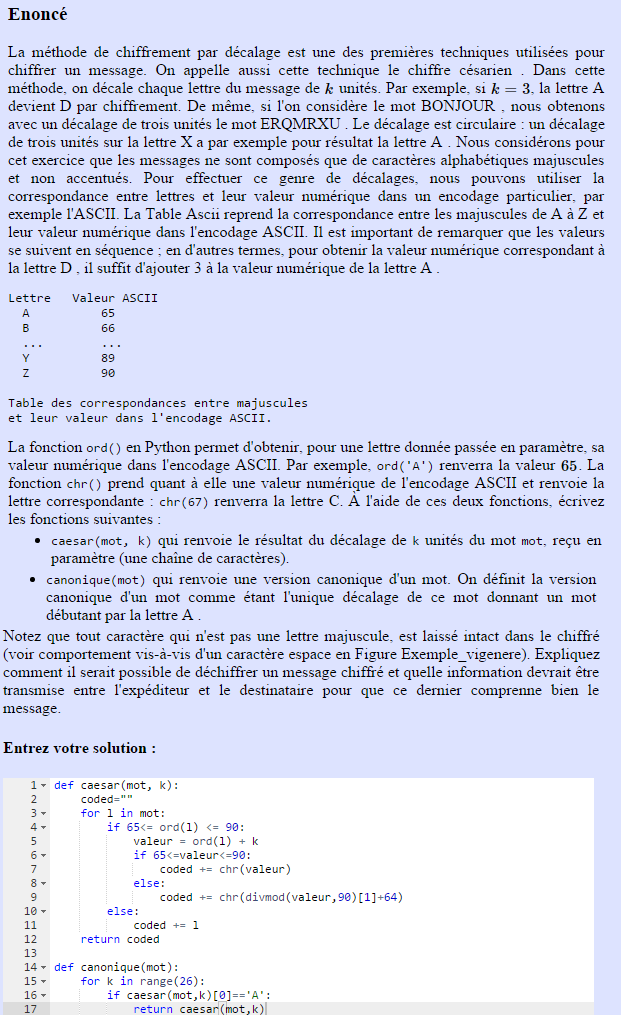 Enoncé
La méthode de chiffrement par décalage est une des premières techniques utilisées pour
chiffrer un message. On appelle aussi cette technique le chiffre césarien . Dans cette
méthode, on décale chaque lettre du message de k unités. Par exemple, si k = 3, la lettre A
devient D par chiffrement. De même, si l'on considère le mot BONJOUR , nous obtenons
avec un décalage de trois unités le mot ERQMRXU . Le décalage est circulaire : un décalage
de trois unités sur la lettre X a par exemple pour résultat la lettre A . Nous considérons pour
cet exercice que les messages ne sont composés que de caractères alphabétiques majuscules
et non accentués. Pour effectuer ce genre de décalages, nous pouvons utiliser la
correspondance entre lettres et leur valeur numérique dans un encodage particulier, par
exemple l'ASCII. La Table Ascii reprend la correspondance entre les majuscules de A à Z et
leur valeur numérique dans l'encodage ASCII. Il est important de remarquer que les valeurs
se suivent en séquence ; en d'autres termes, pour obtenir la valeur numérique correspondant à
la lettre D , il suffit d'ajouter 3 à la valeur numérique de la lettre A .
Lettre Valeur ASCII
A 65
B 66
... ...
Y 89
Z 90
Table des correspondances entre majuscules
et leur valeur dans l'encodage ASCII.
La fonction ord() en Python permet d'obtenir, pour une lettre donnée passée en paramètre, sa
valeur numérique dans l'encodage ASCII. Par exemple, ord('A') renverra la valeur 65. La
fonction chr() prend quant à elle une valeur numérique de l'encodage ASCII et renvoie la
lettre correspondante : chr(67) renverra la lettre C. À l'aide de ces deux fonctions, écrivez
les fonctions suivantes :
• caesar(mot, k) qui renvoie le résultat du décalage de k unités du mot mot, reçu en
paramètre (une chaîne de caractères).
• canonique(mot) qui renvoie une version canonique d'un mot. On définit la version
canonique d'un mot comme étant l'unique décalage de ce mot donnant un mot
débutant par la lettre A .
Notez que tout caractère qui n'est pas une lettre majuscule, est laissé intact dans le chiffré
(voir comportement vis-à-vis d'un caractère espace en Figure Exemple_vigenere). Expliquez
comment il serait possible de déchiffrer un message chiffré et quelle information devrait être
transmise entre l'expéditeur et le destinataire pour que ce dernier comprenne bien le
message.
Entrez votre solution :
1 def caesar(mot, k):
2 coded=""
3 for l in mot:
4 if 65<= ord(l) <= 90:
5 valeur = ord(l) + k
6 if 65<=valeur<=90:
7 coded += chr(valeur)
8 else:
9 coded += chr(divmod(valeur,90)[1]+64)
10 else:
11 coded += l
12 return coded
13
14 def canonique(mot):
15 for k in range(26):
16 if caesar(mot,k)[0]=='A':
17 return caesar(mot,k)